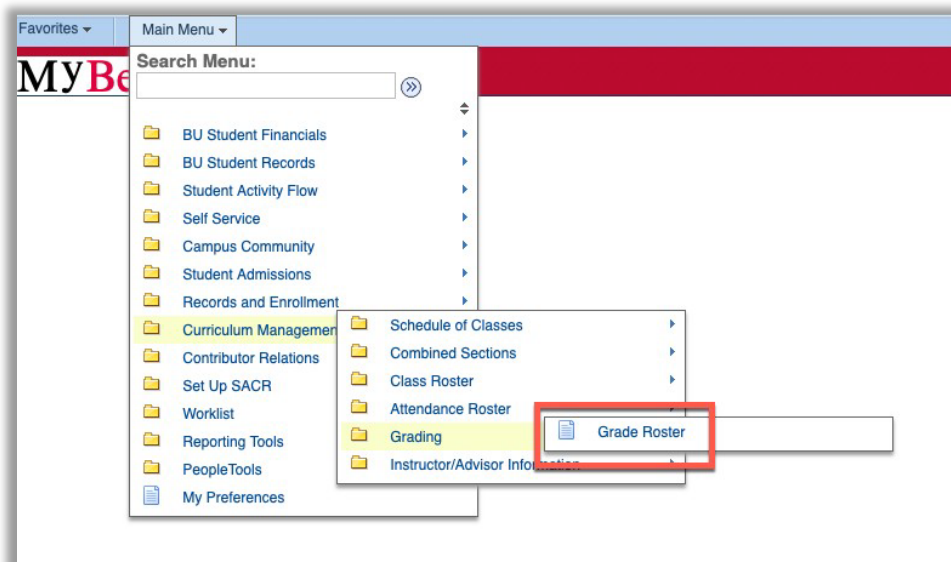 Favorites
Main Menu
MyBe
Search Menu:
BU Student Financials
BU Student Records
Student Activity Flow
Self Service
Campus Community
Student Admissions
Records and Enrollment
Curriculum Managemen
Contributor Relations
Set Up SACR
Worklist
Reporting Tools
PeopleTools
My Preferences
Schedule of Classes
Combined Sections
Class Roster
Attendance Roster
Grading
Instructor/Advisor Information
Grade Roster